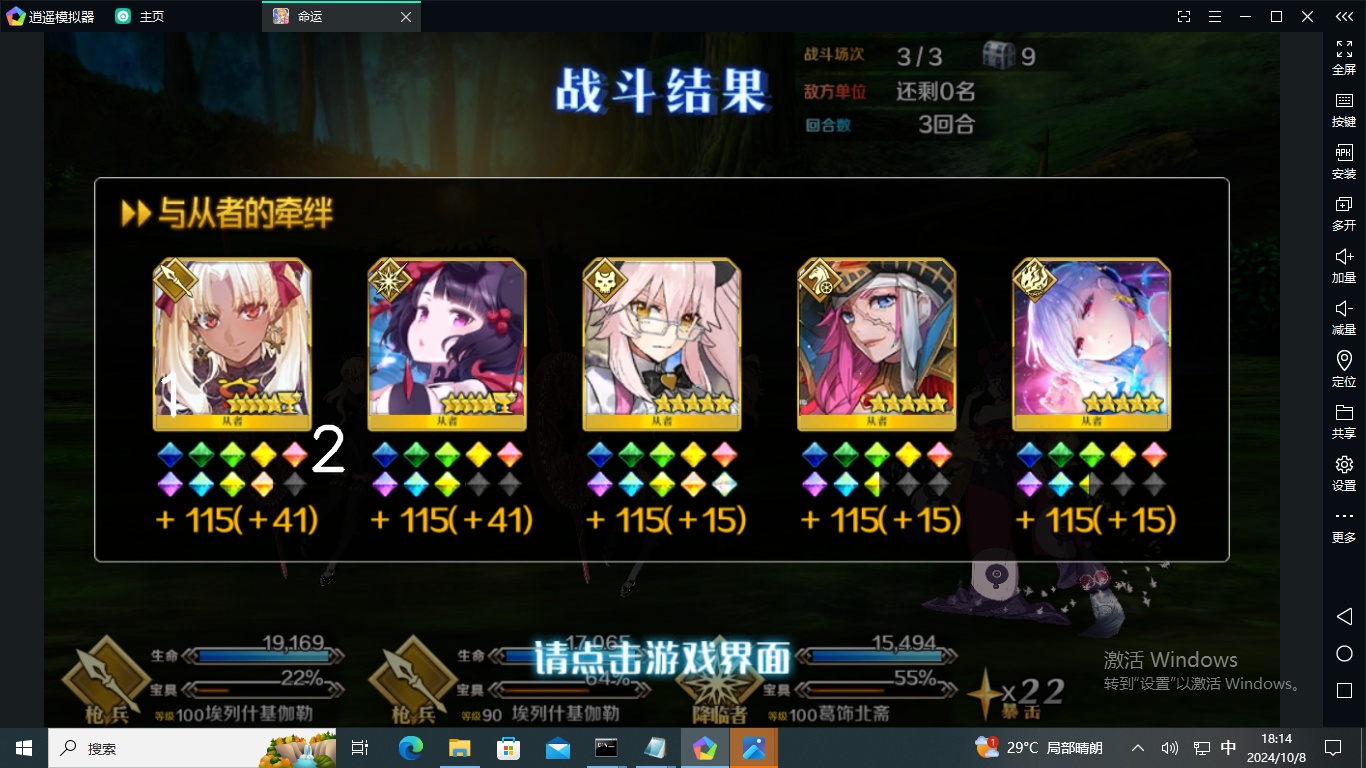 逍遥模拟器 主页 命运
战斗场次 3/3 9
战斗结果
敌方单位 还剩0名
回合数 3回合
与从者的牵绊
1
从者 从者 从者 从者 从者
2
+ 115(+41) + 115(+41) + 115(+15) + 115(+15) + 115(+15)
请点击游戏界面
生命 19,169 生命 17,065 15,494
宝具 22% 宝具 64% 宝具 55%
x22
暴击
枪兵 等级100 埃列什基伽勒 枪兵 等级90 埃列什基伽勒 降临者 等级100 葛饰北斋
激活 Windows
转到"设置"以激活 Windows。
全屏
按键
APK
安装
多开
加量
减量
定位
共享
设置
更多
搜索
1
29°C 局部晴朗
中
18:14
2024/10/8